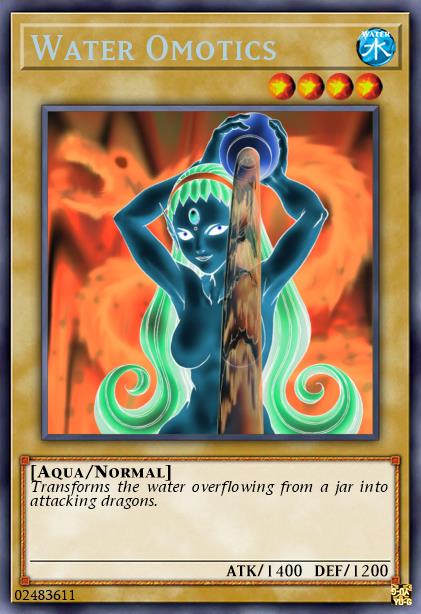 Water Omotics
WATER
水
[Aqua/Normal]
Transforms the water overflowing from a jar into
attacking dragons.
ATK/1400 DEF/1200
02483611